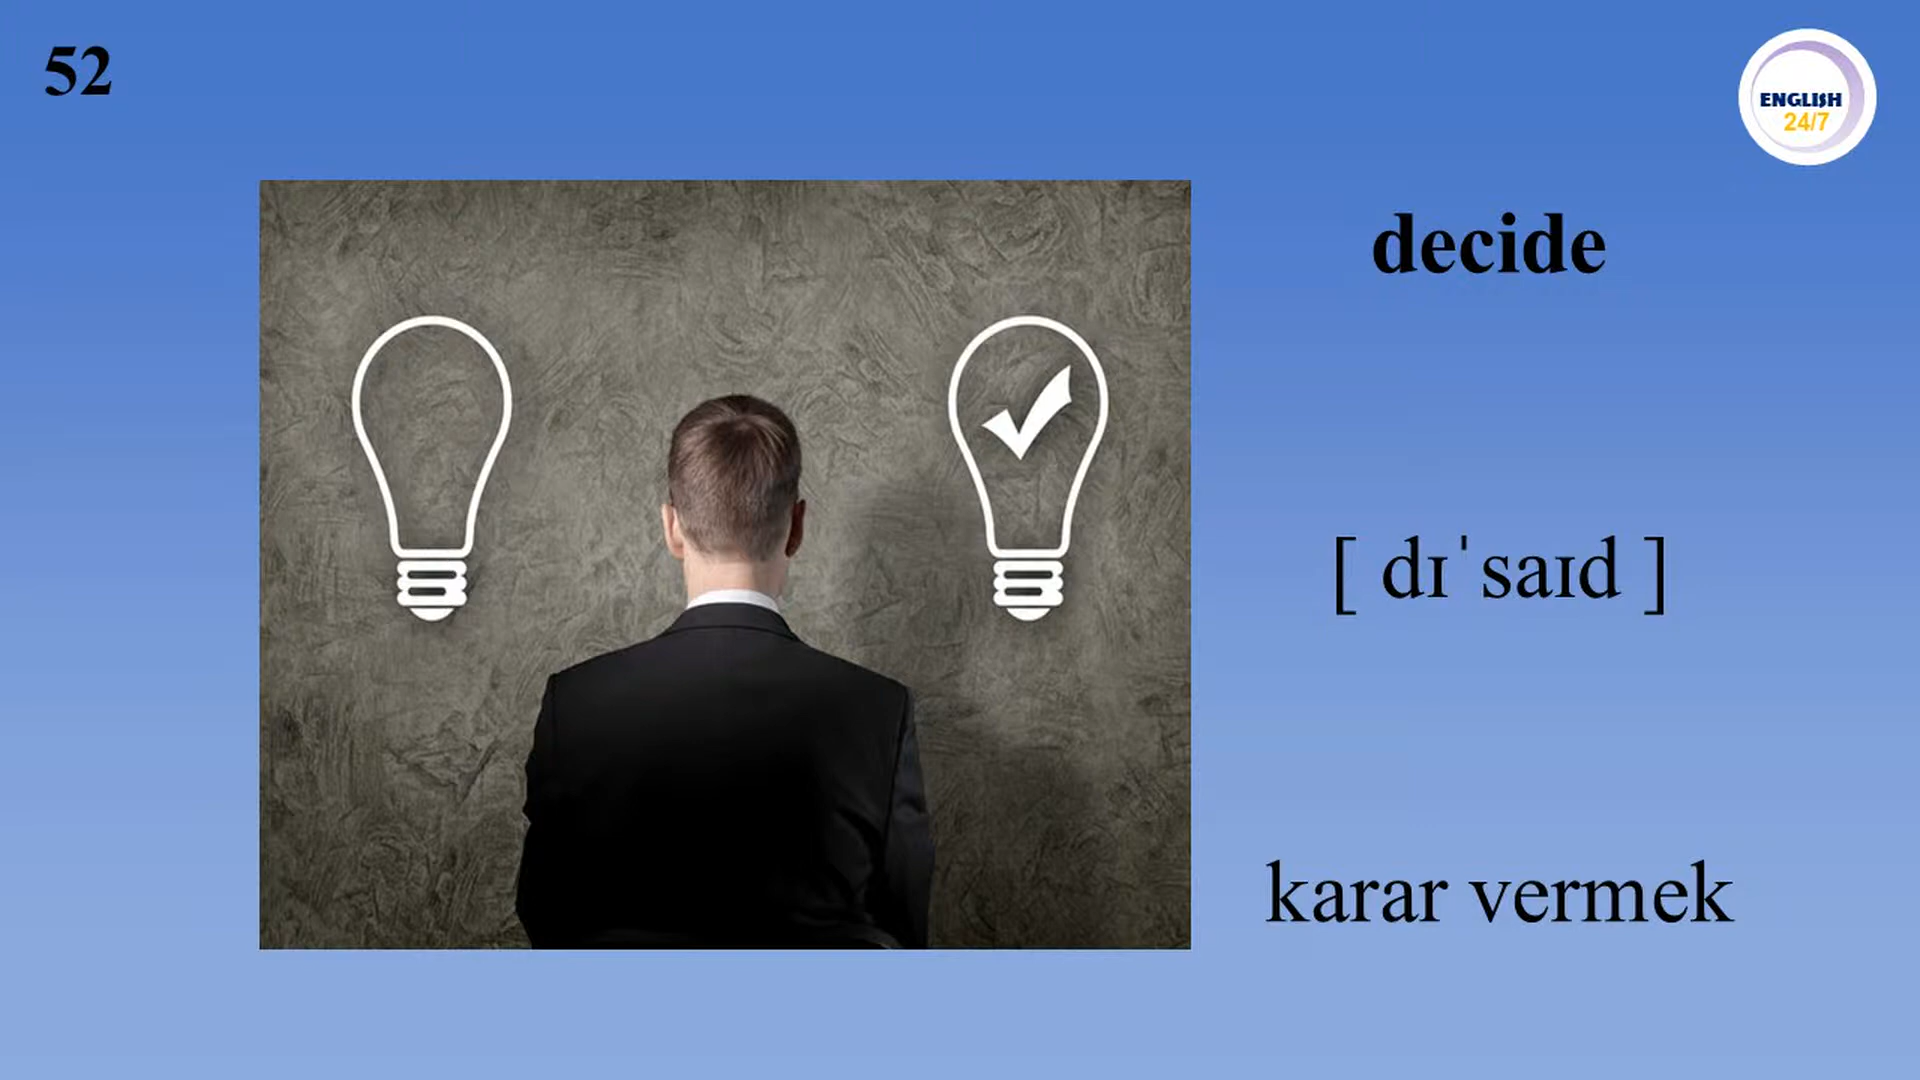 52
ENGLISH
24/7
decide
[ dɪˈsaɪd ]
karar vermek